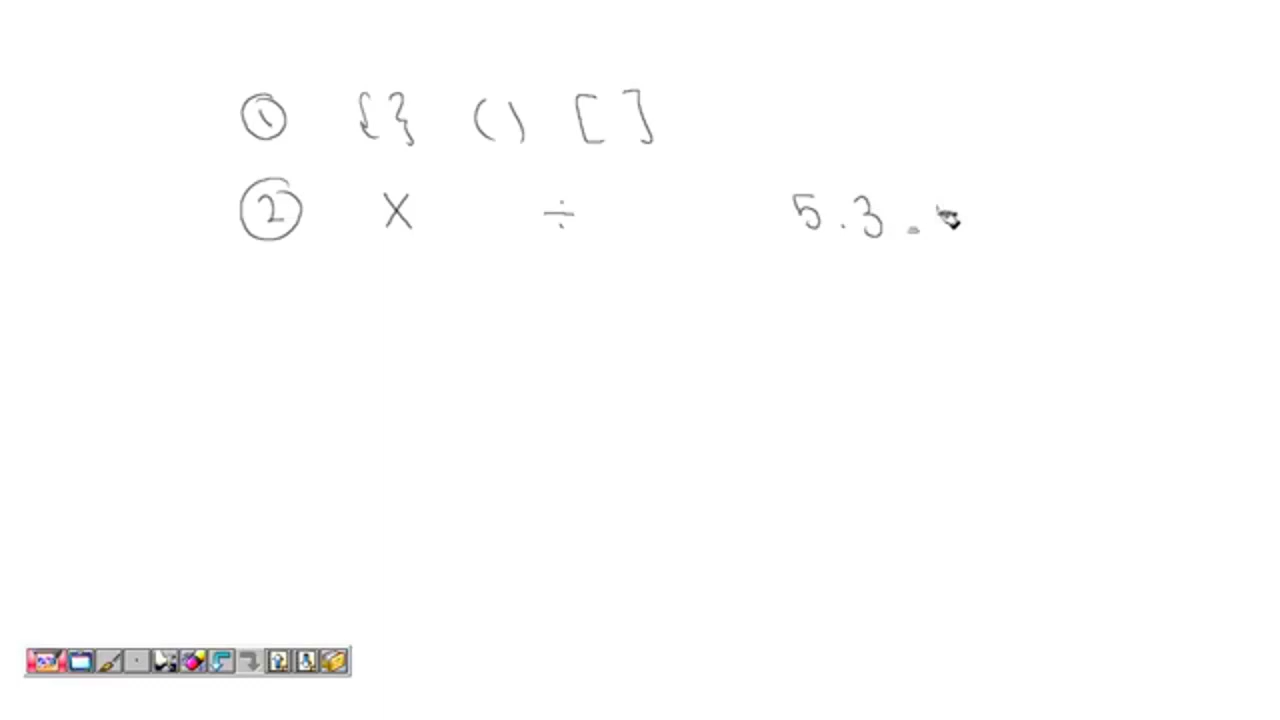 ① {} () []
② × ÷ 5.3.